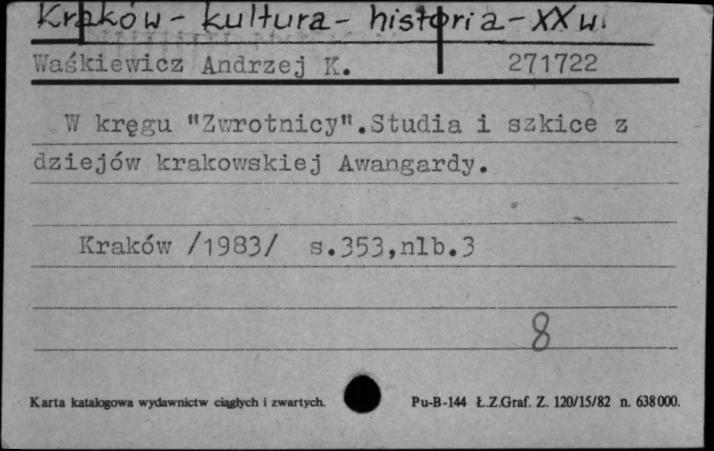 Kraków - kultura - historia - XX w.
Waśkiewicz Andrzej K. 271722
W kręgu "Zwrotnicy".Studia i szkice z
dziejów krakowskiej Awangardy.
Kraków /1983/ s.353,nlb.3
8
Karta katalogowa wydawnictw ciągłych i zwartych. Pu-B-144 Ł.Z.Graf. Z. 120/15/82 n. 638000.